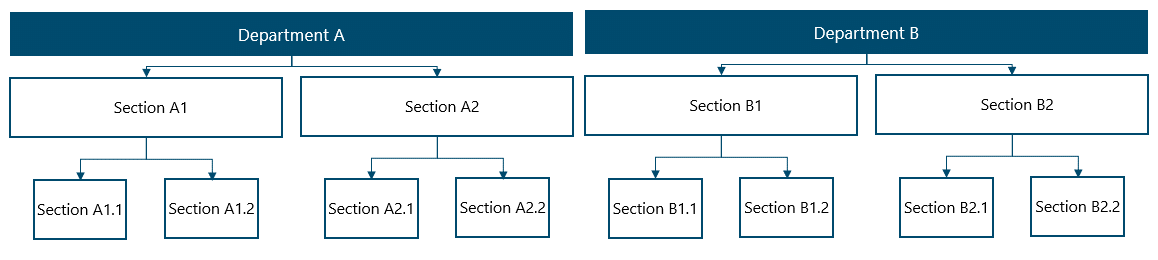 Department A
Department B
Section A1
Section A2
Section B1
Section B2
Section A1.1
Section A1.2
Section A2.1
Section A2.2
Section B1.1
Section B1.2
Section B2.1
Section B2.2